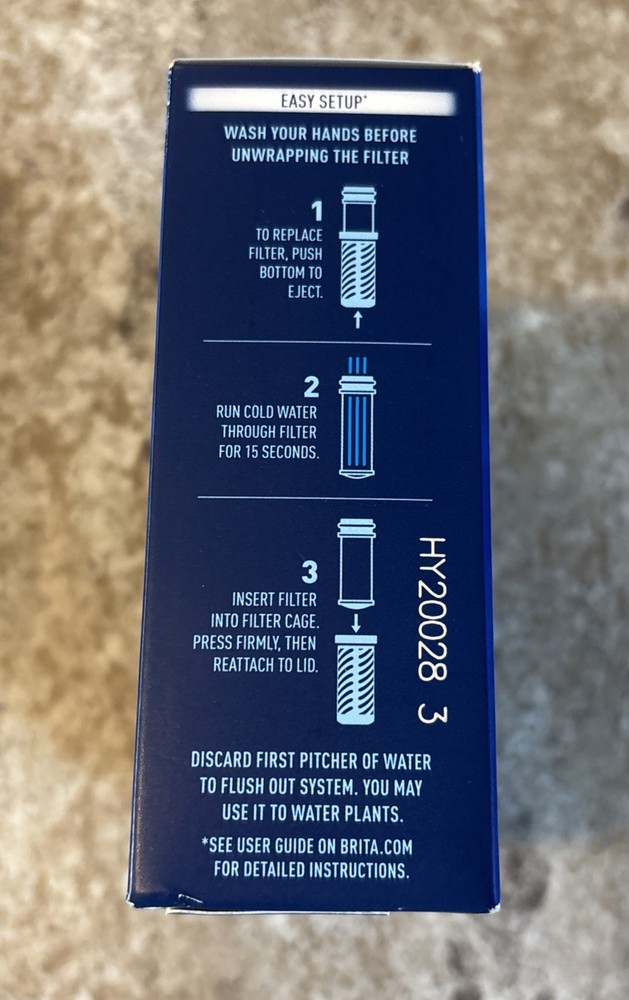 EASY SETUP*
WASH YOUR HANDS BEFORE
UNWRAPPING THE FILTER
1
TO REPLACE
FILTER, PUSH
BOTTOM TO
EJECT.
2
RUN COLD WATER
THROUGH FILTER
FOR 15 SECONDS.
3
INSERT FILTER
INTO FILTER CAGE.
PRESS FIRMLY, THEN
REATTACH TO LID.
HY20028 3
DISCARD FIRST PITCHER OF WATER
TO FLUSH OUT SYSTEM. YOU MAY
USE IT TO WATER PLANTS.
*SEE USER GUIDE ON BRITA.COM
FOR DETAILED INSTRUCTIONS.